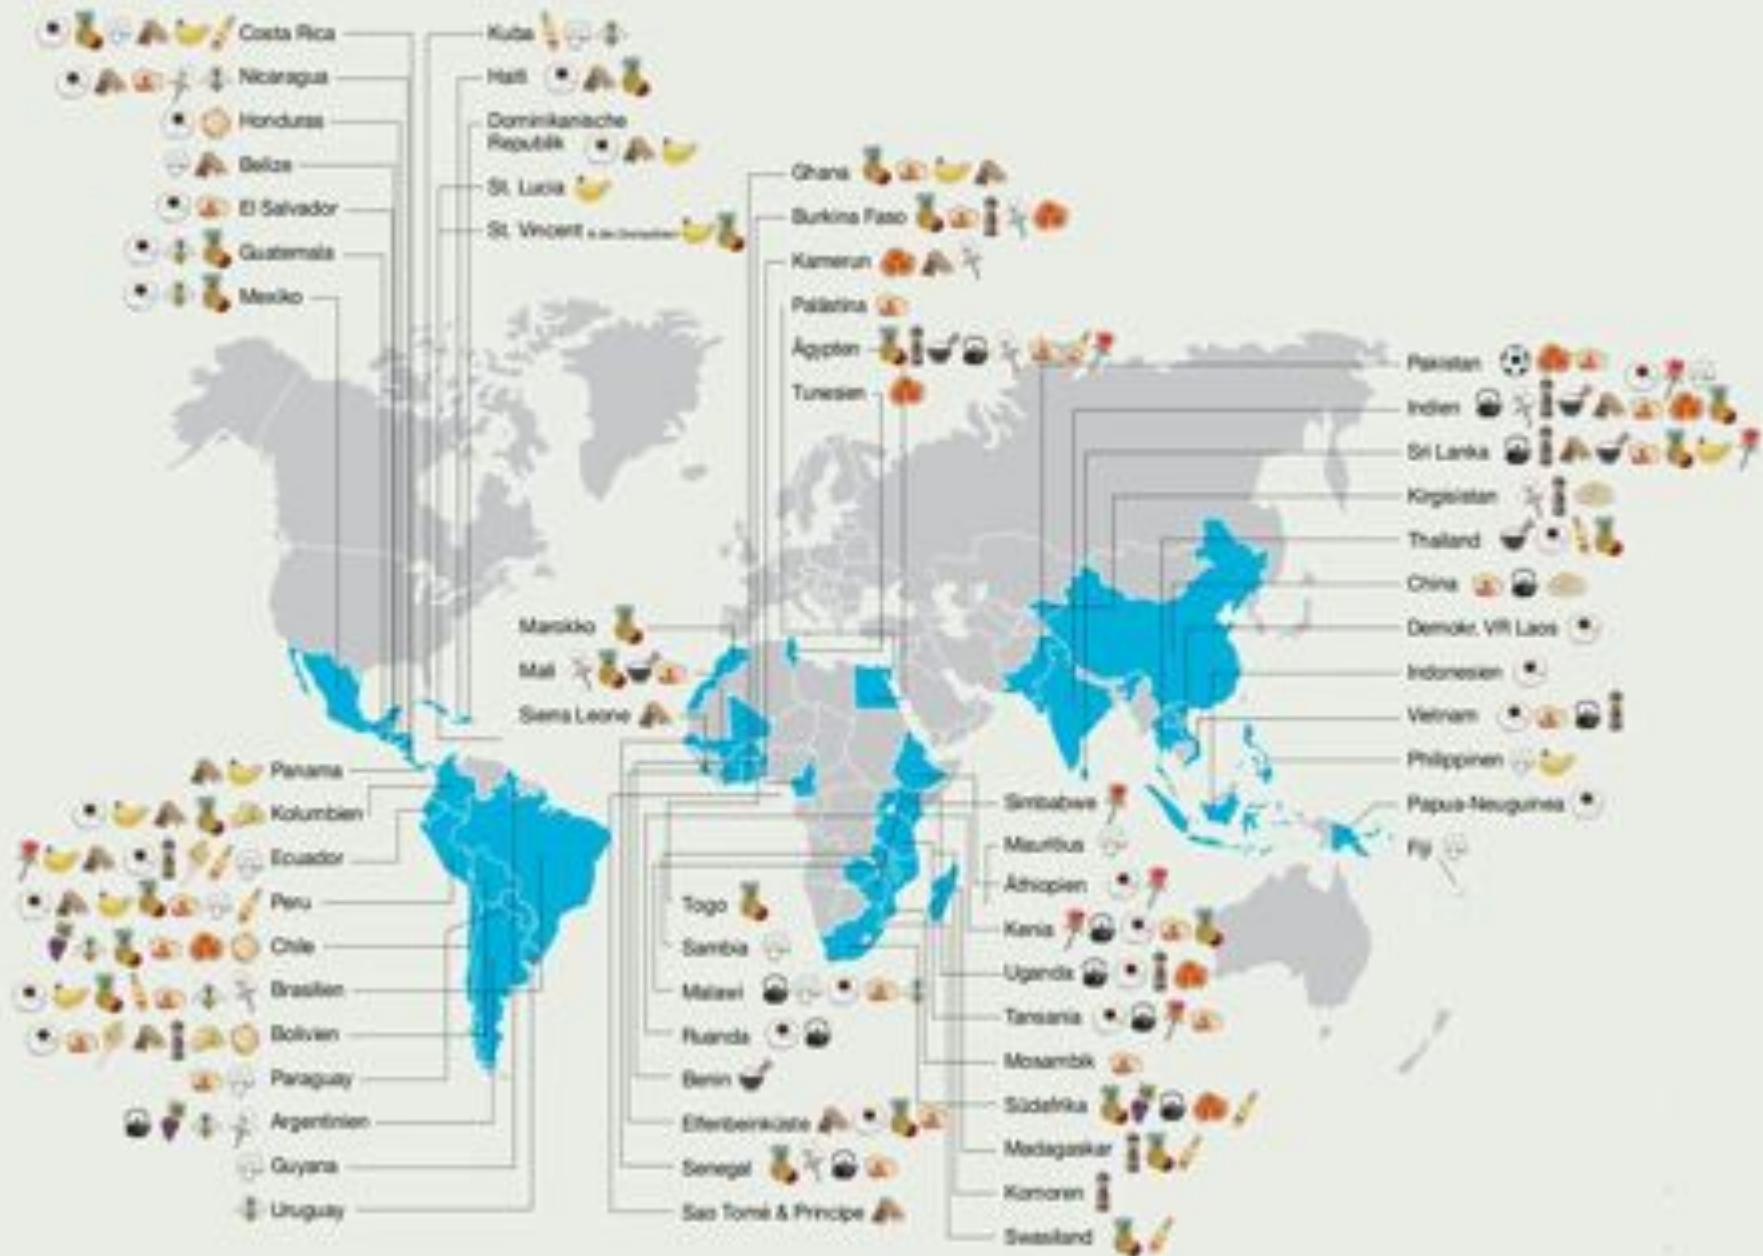 Costa Rica
Nicaragua
Honduras
Belize
El Salvador
Guatemala
Mexiko
Kuba
Haiti
Dominikanische
Republik
St. Lucia
St. Vincent
Ghana
Burkina Faso
Kamerun
Palästina
Ägypten
Tunesien
Pakistan
Indien
Sri Lanka
Kirgisistan
Thailand
China
Demokr. VR Laos
Indonesien
Vietnam
Philippinen
Papua-Neuguinea
Fiji
Marokko
Mali
Sierra Leone
Panama
Kolumbien
Ecuador
Peru
Chile
Brasilien
Bolivien
Paraguay
Argentinien
Guyana
Uruguay
Togo
Sambia
Malawi
Ruanda
Benin
Elfenbeinküste
Senegal
Sao Tomé & Principe
Simbabwe
Mauritius
Äthiopien
Kenia
Uganda
Tansania
Mosambik
Südafrika
Madagaskar
Komoren
Swasiland